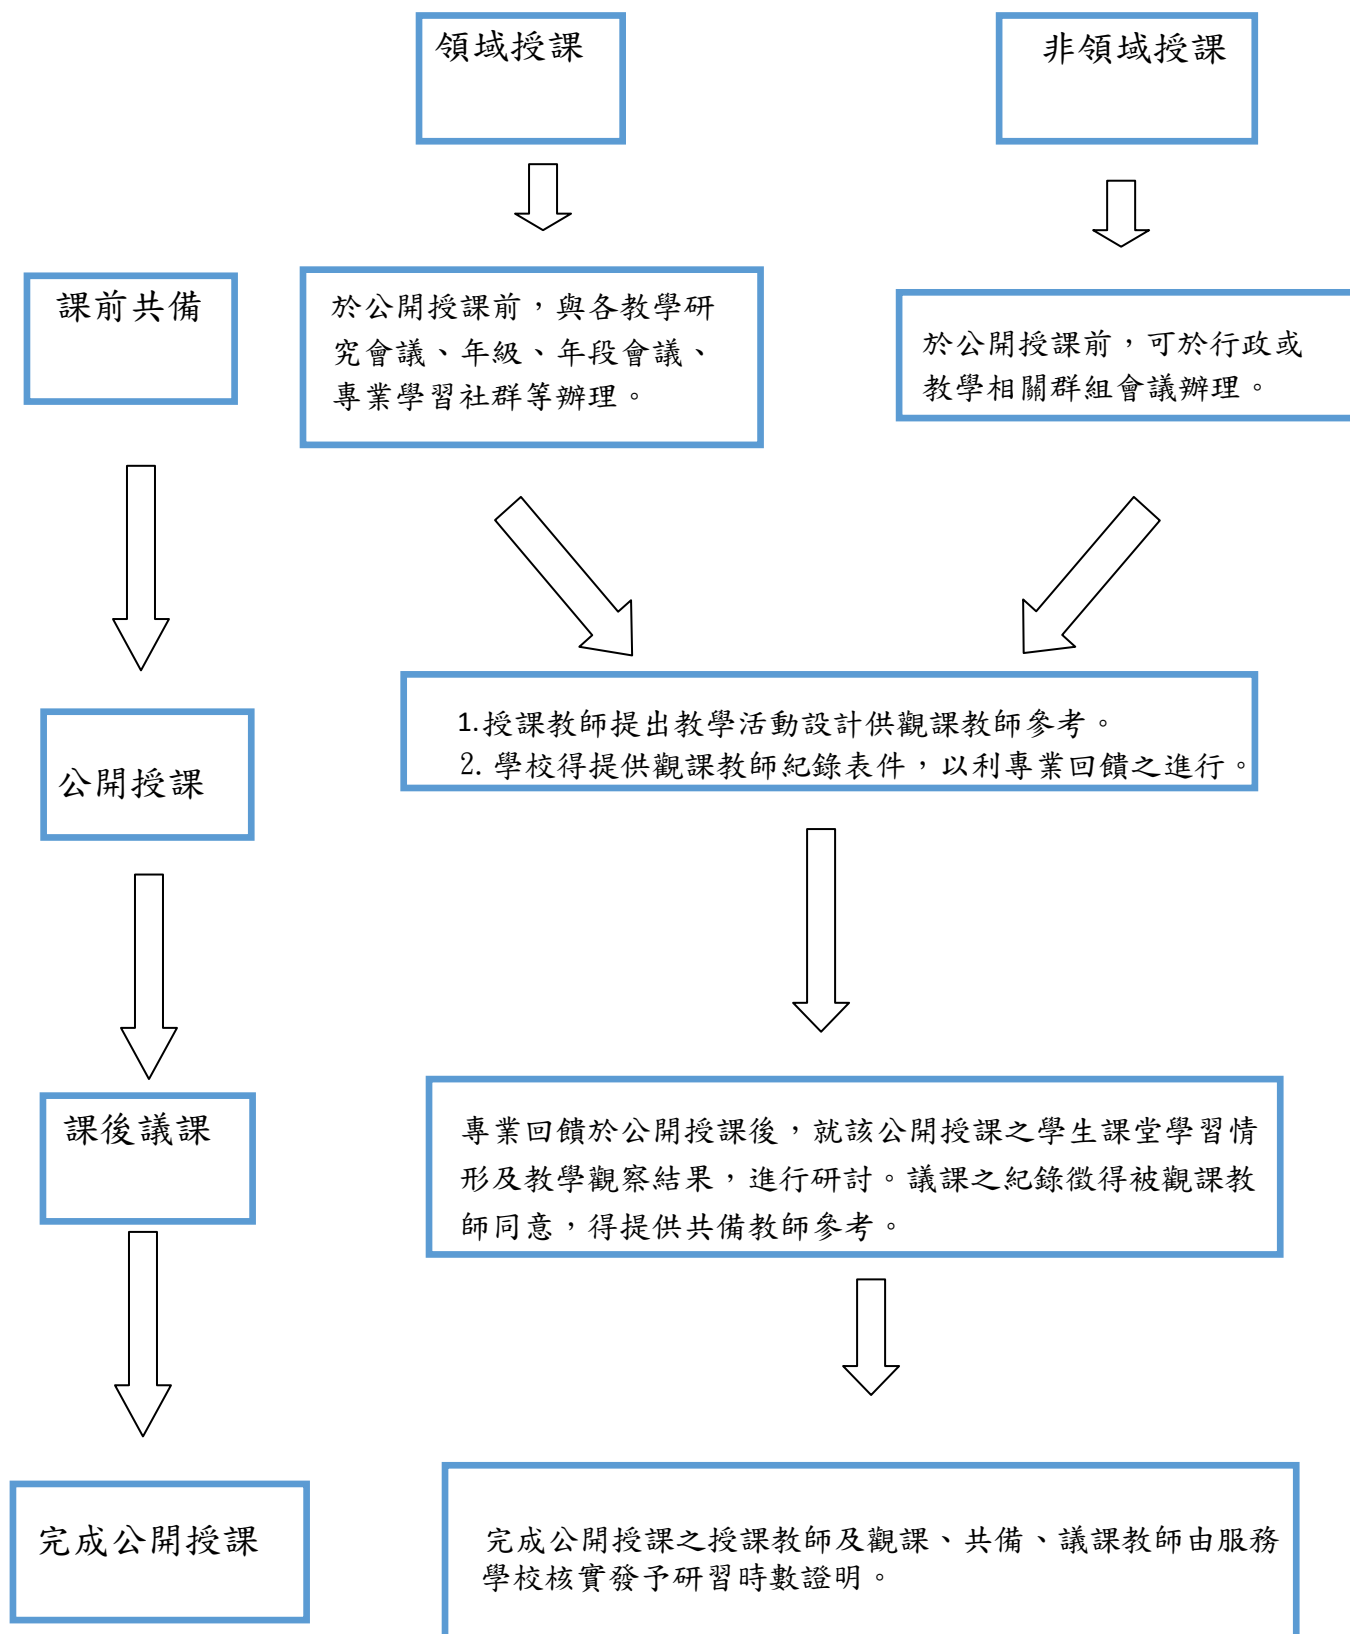 領域授課
非領域授課
課前共備
於公開授課前，與各教學研
究會議、年級、年段會議、
專業學習社群等辦理。
於公開授課前，可於行政或
教學相關群組會議辦理。
公開授課
1.授課教師提出教學活動設計供觀課教師參考。
2. 學校得提供觀課教師紀錄表件，以利專業回饋之進行。
課後議課
專業回饋於公開授課後，就該公開授課之學生課堂學習情
形及教學觀察結果，進行研討。議課之紀錄徵得被觀課教
師同意，得提供共備教師參考。
完成公開授課
完成公開授課之授課教師及觀課、共備、議課教師由服務
學校核實發予研習時數證明。